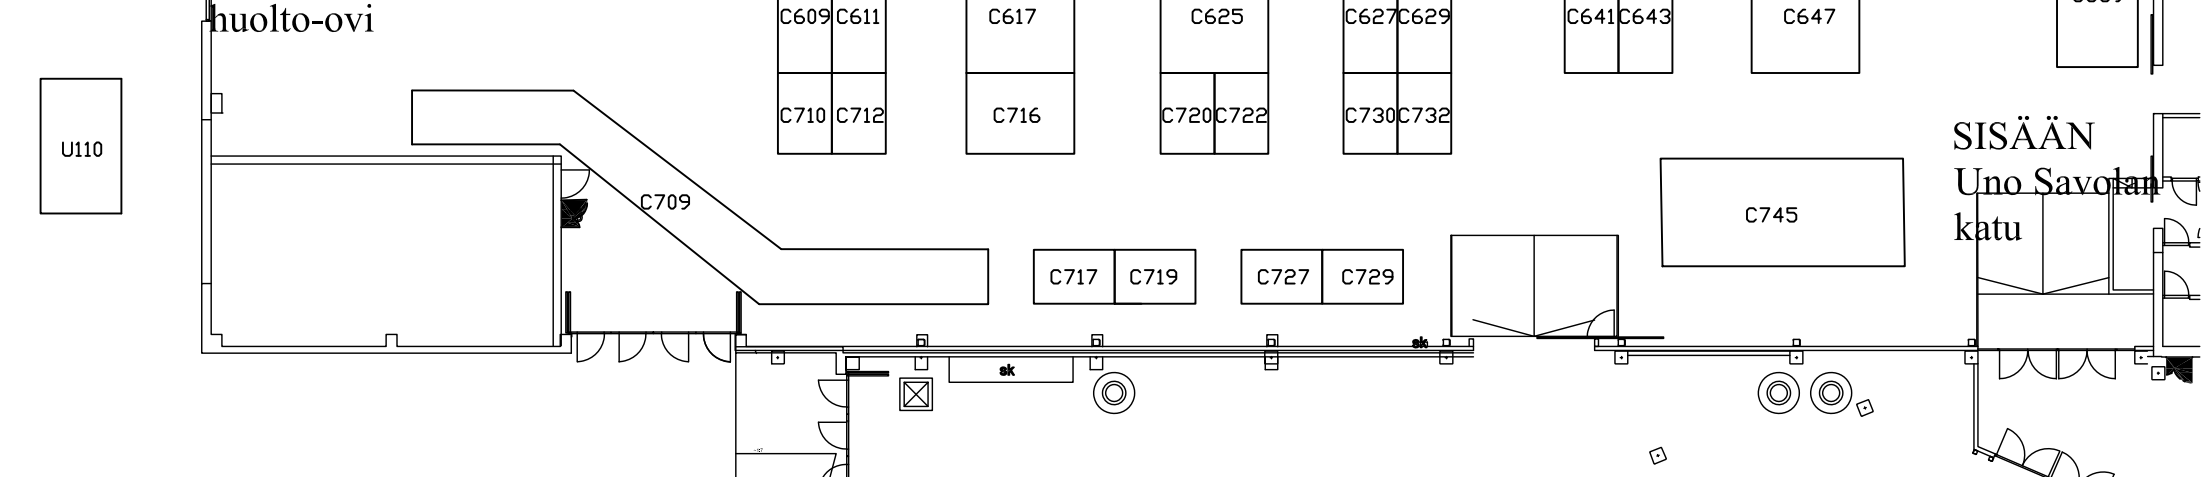 huolto-ovi
C609 C611 C617 C625 C627 C629 C641 C643 C647
U110 C710 C712 C716 C720 C722 C730 C732
SISÄÄN
Uno Savolan
katu
C709 C745
C717 C719 C727 C729
sk
sk